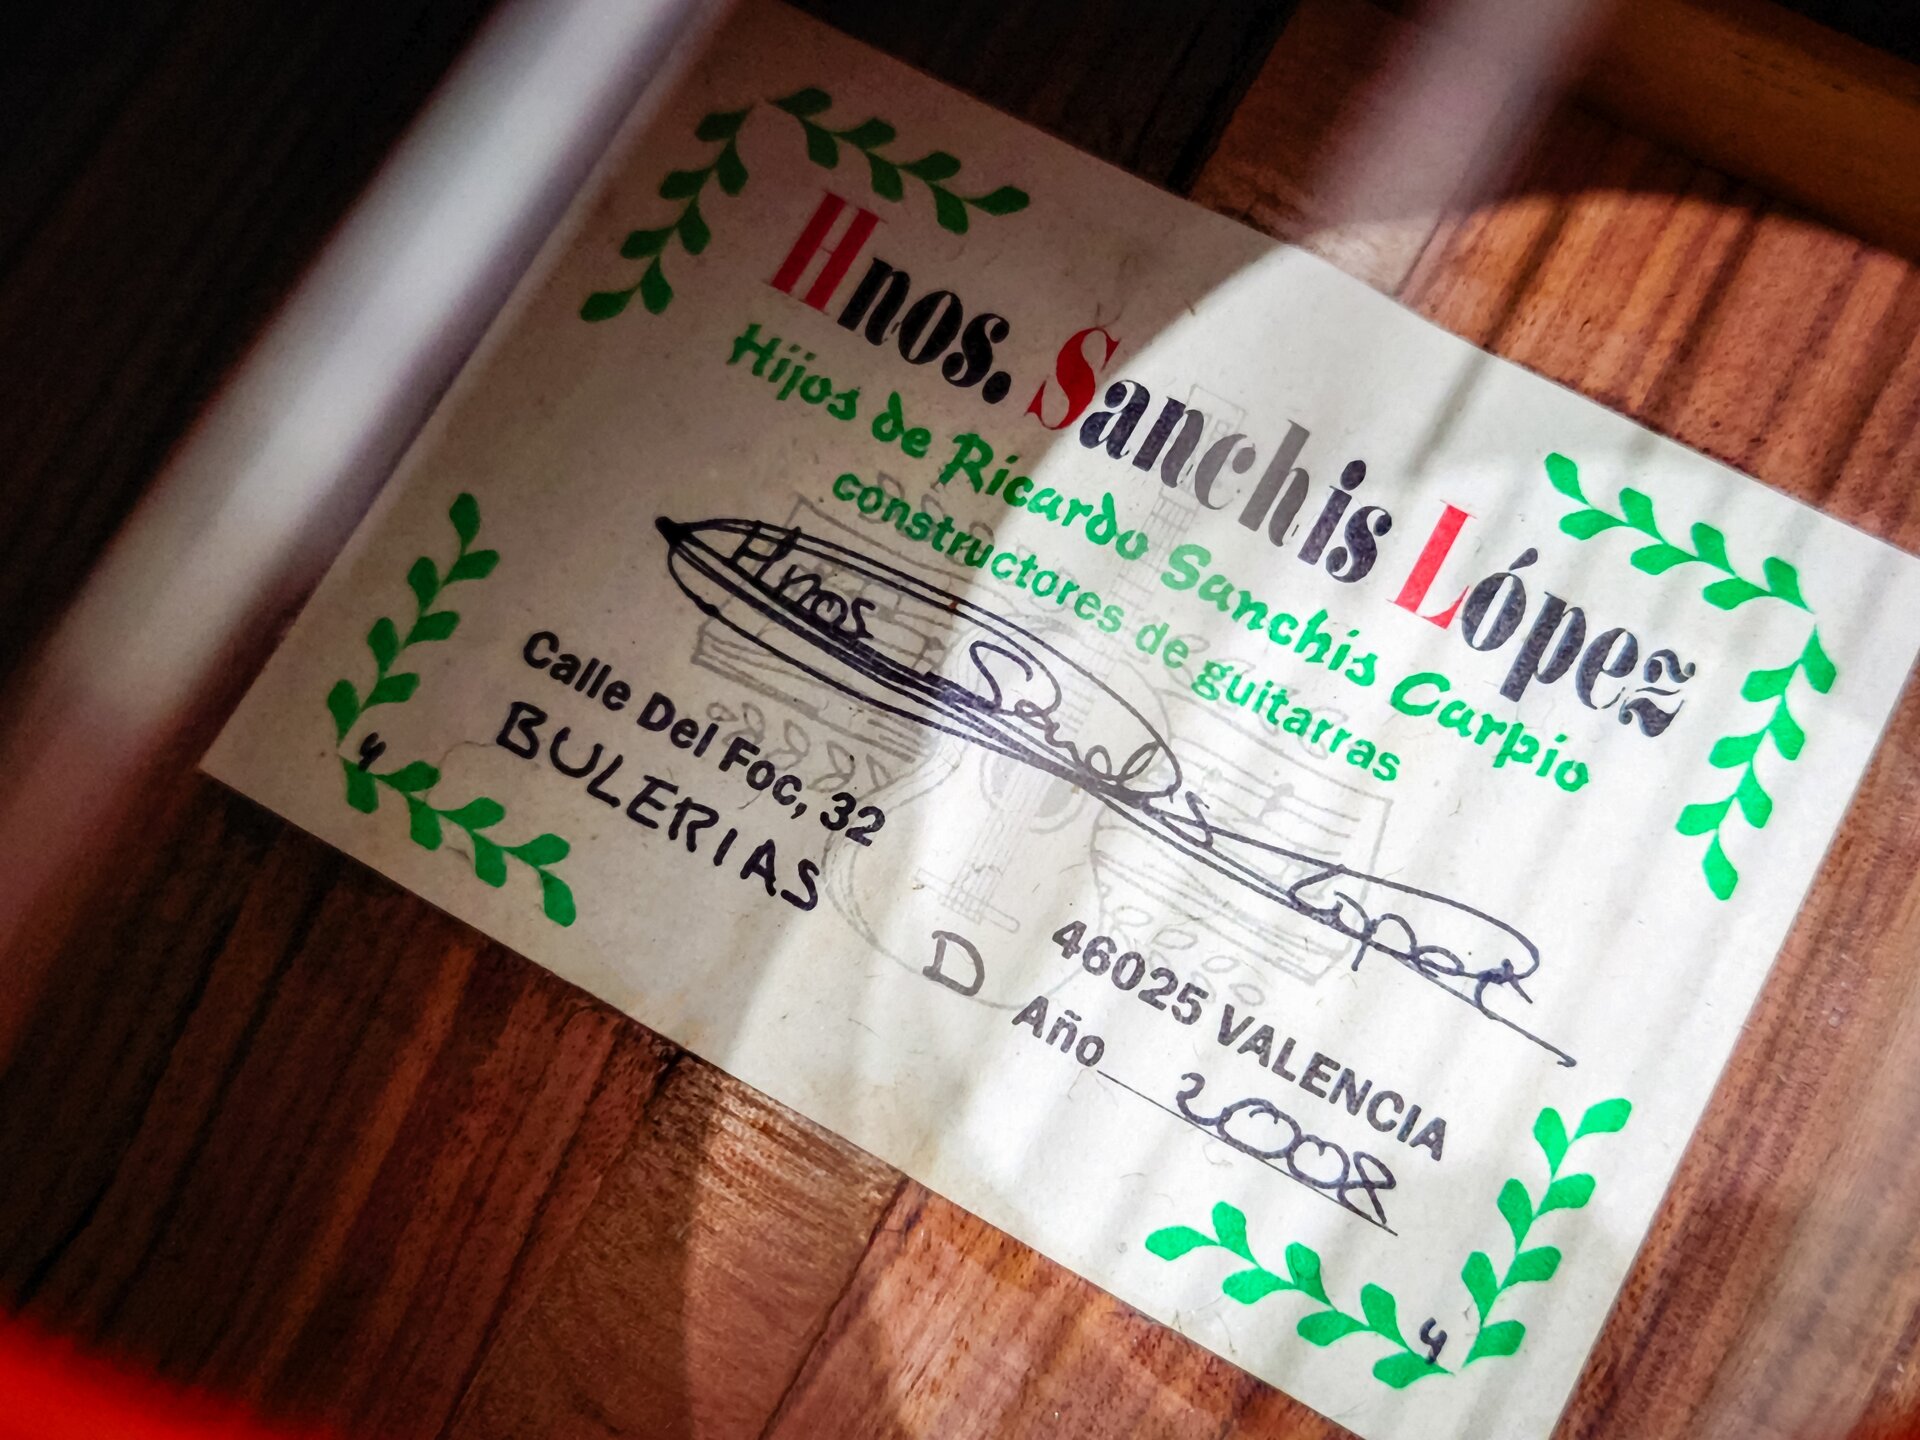 Hnos. Sanchis López
Hijos de Ricardo Sanchis Carpio
constructores de guitarras
Hnos Sanchis Lopez
Calle Del Foc, 32
46025 VALENCIA
BULERIAS
D
Año 2008
4
4